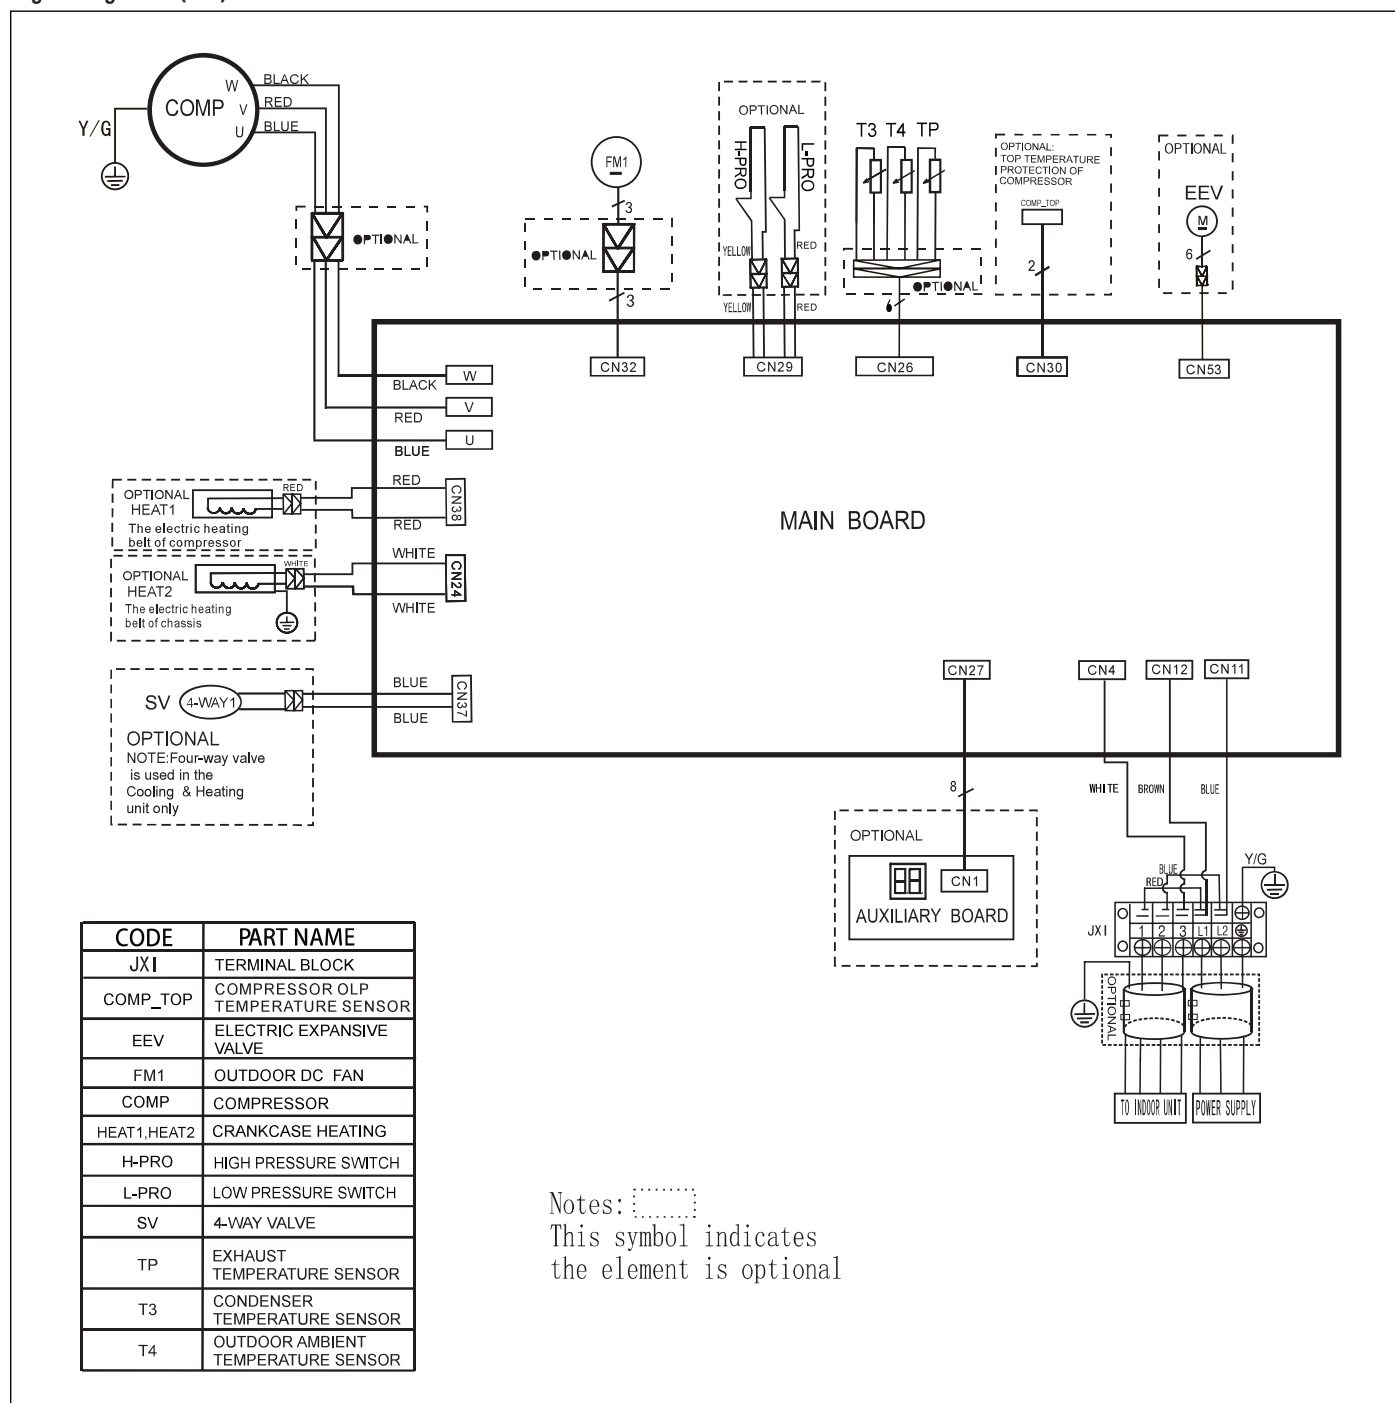 COMP
W
V
U
BLACK
RED
BLUE
Y/G
OPTIONAL
FM1
3
OPTIONAL
3
OPTIONAL
H-PRO
L-PRO
YELLOW
RED
YELLOW
RED
T3 T4 TP
OPTIONAL
6
OPTIONAL:
TOP TEMPERATURE
PROTECTION OF
COMPRESSOR
COMP_TOP
2
OPTIONAL
EEV
M
6
CN32
CN29
CN26
CN30
CN53
BLACK
W
RED
V
BLUE
U
MAIN BOARD
OPTIONAL
HEAT1
RED
The electric heating
belt of compressor
RED
RED
CN38
OPTIONAL
HEAT2
WHITE
The electric heating
belt of chassis
WHITE
WHITE
CN24
SV
4-WAY1
OPTIONAL
NOTE:Four-way valve
is used in the
Cooling & Heating
unit only
BLUE
BLUE
CN37
CN27
CN4
CN12
CN11
8
WHITE
BROWN
BLUE
OPTIONAL
88
CN1
AUXILIARY BOARD
BLUE
RED
Y/G
JX1
1 2 3 L1 L2
OPTIONAL
TO INDOOR UNIT
POWER SUPPLY
CODE PART NAME
JX1 TERMINAL BLOCK
COMP_TOP COMPRESSOR OLP
TEMPERATURE SENSOR
EEV ELECTRIC EXPANSIVE
VALVE
FM1 OUTDOOR DC FAN
COMP COMPRESSOR
HEAT1,HEAT2 CRANKCASE HEATING
H-PRO HIGH PRESSURE SWITCH
L-PRO LOW PRESSURE SWITCH
SV 4-WAY VALVE
TP EXHAUST
TEMPERATURE SENSOR
T3 CONDENSER
TEMPERATURE SENSOR
T4 OUTDOOR AMBIENT
TEMPERATURE SENSOR
Notes:
This symbol indicates
the element is optional